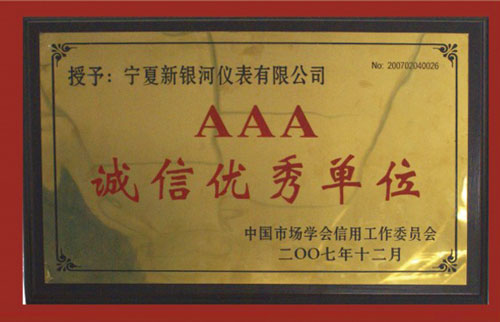 No: 200702040026
授予：宁夏新银河仪表有限公司
AAA
诚信优秀单位
中国市场学会信用工作委员会
二〇〇七年十二月